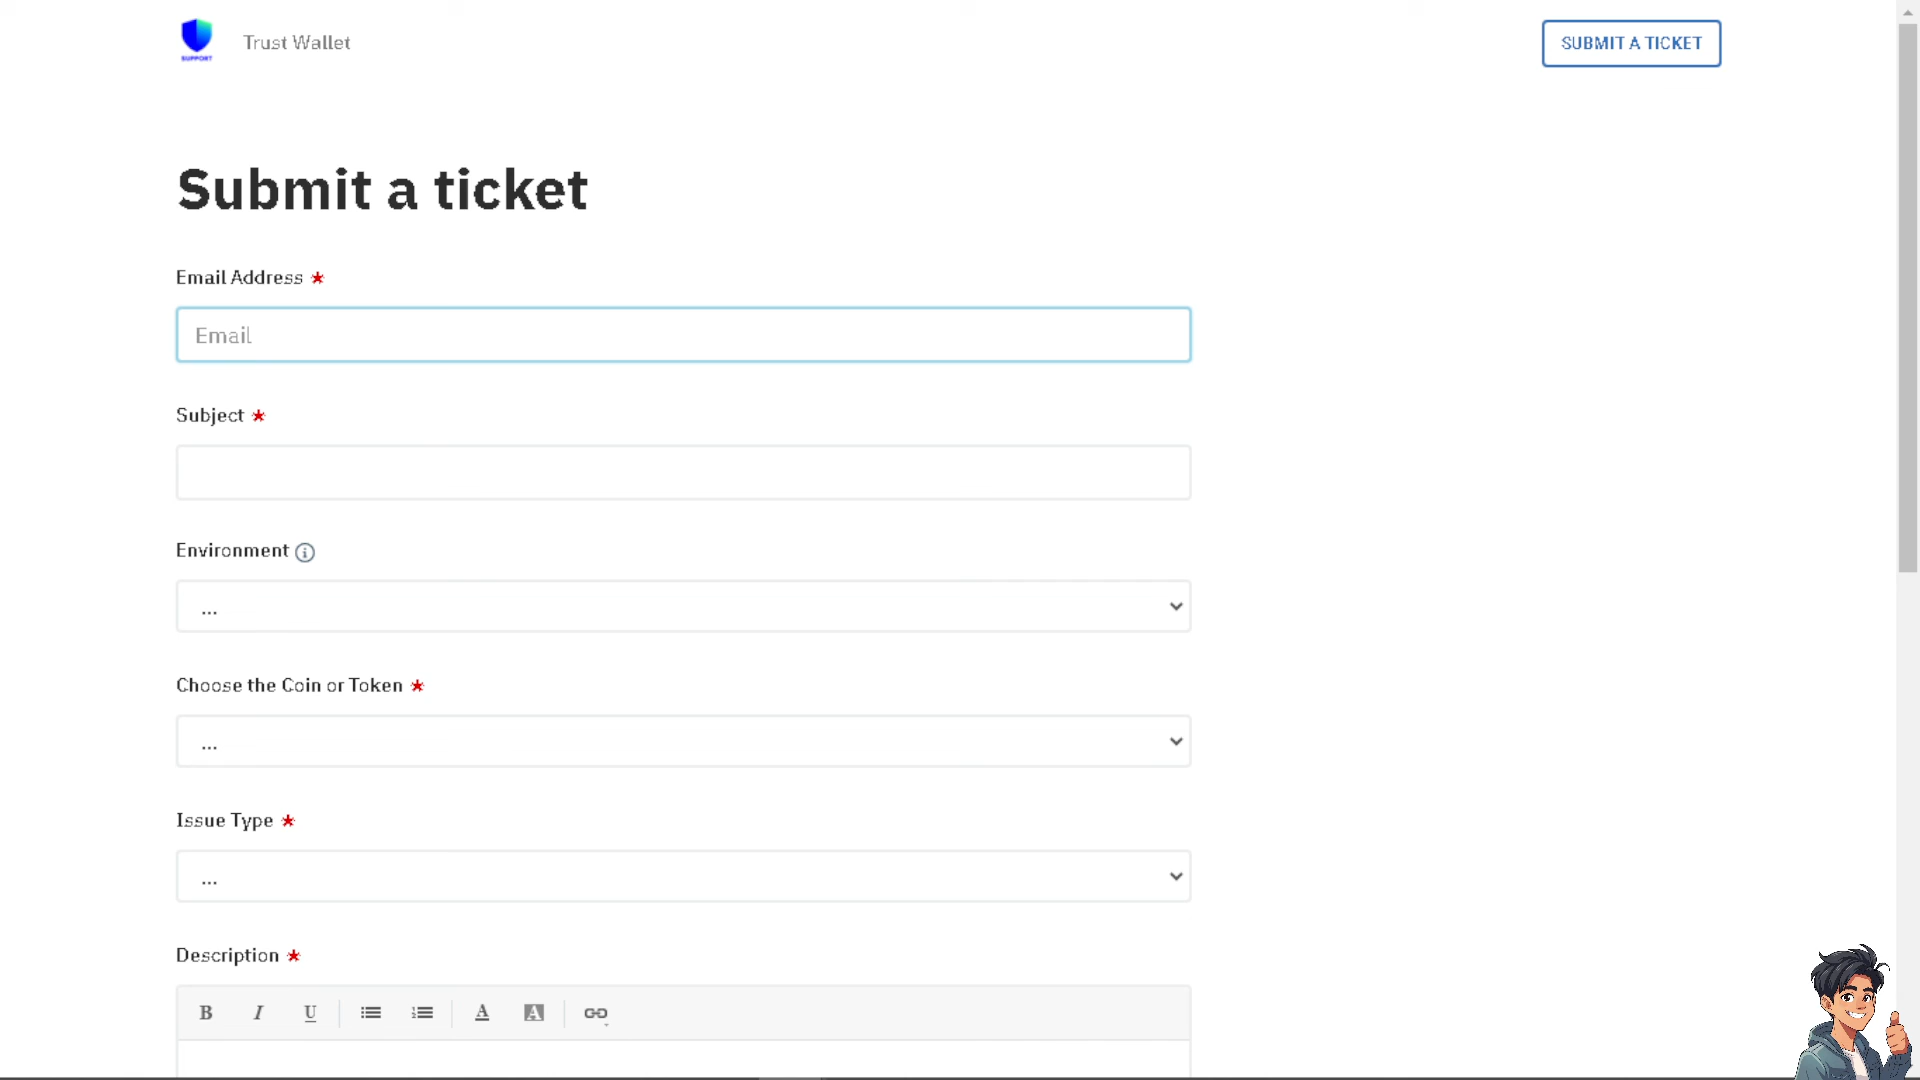 SUPPORT
Trust Wallet
SUBMIT A TICKET
Submit a ticket
Email Address *
Email
Subject *
Environment
...
Choose the Coin or Token *
...
Issue Type *
...
Description *
B I U A A